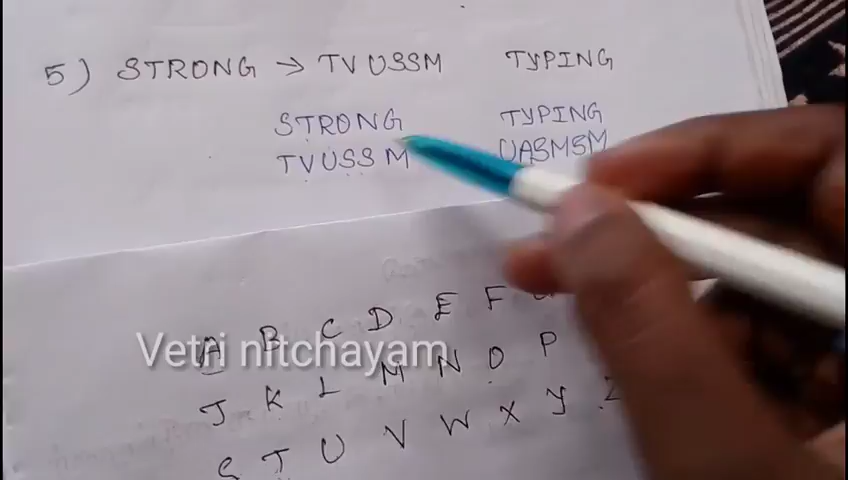 5) STRONG → TVUSSM TYPING
STRONG TYPING
TVUSSM UASMSM
A B C D E F
Vetri nitchayam
J K L M N O P
S T U V W X Y Z